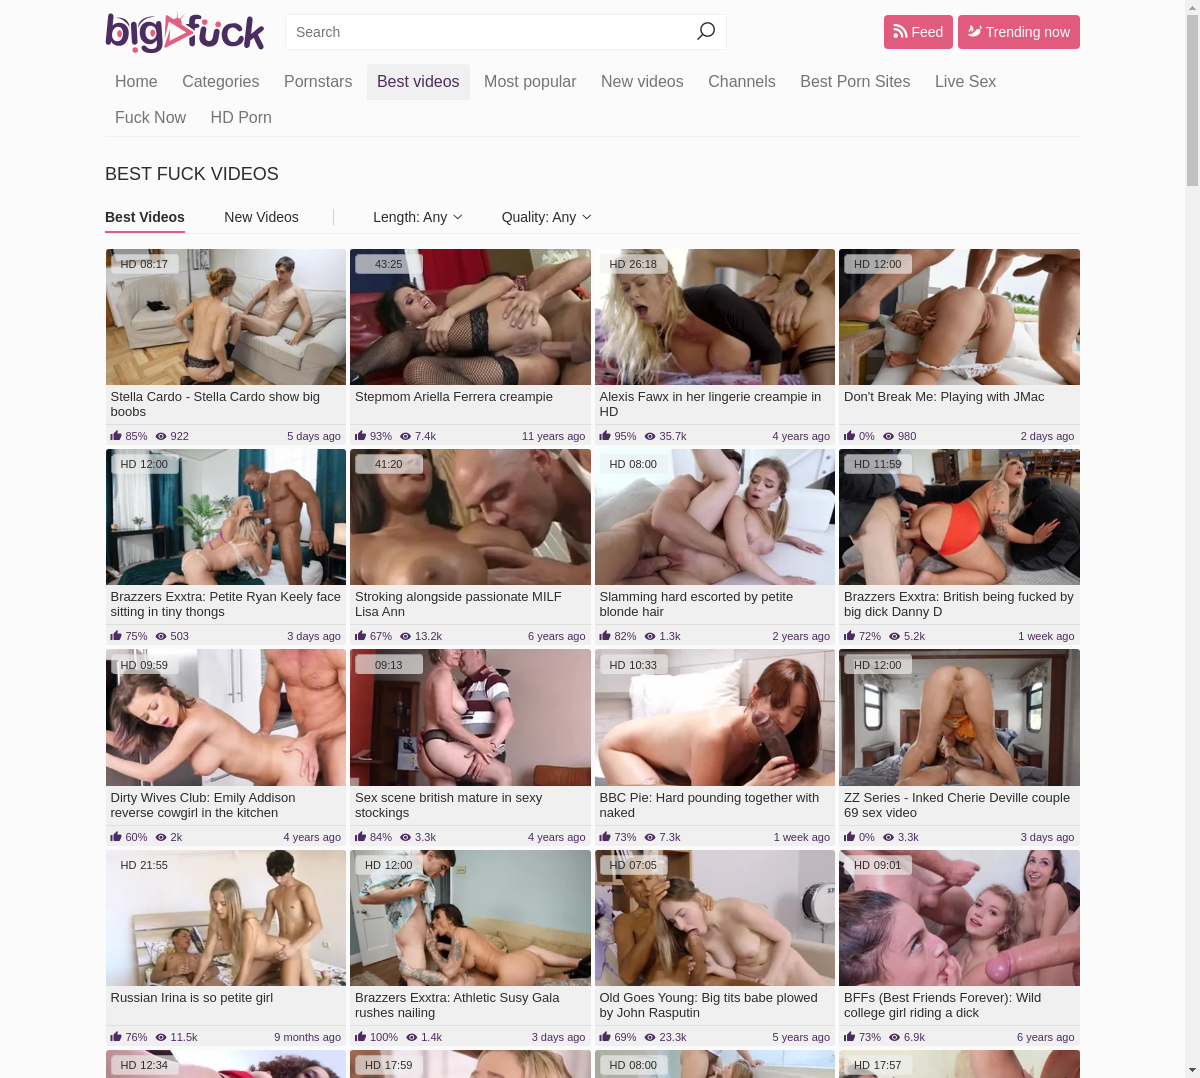 bigfuck
Search
Feed
Trending now
Home Categories Pornstars Best videos Most popular New videos Channels Best Porn Sites Live Sex
Fuck Now HD Porn
BEST FUCK VIDEOS
Best Videos New Videos Length: Any Quality: Any
HD 08:17
43:25
HD 26:18
HD 12:00
Stella Cardo - Stella Cardo show big
boobs
Stepmom Ariella Ferrera creampie
Alexis Fawx in her lingerie creampie in
HD
Don't Break Me: Playing with JMac
85% 922 5 days ago
93% 7.4k 11 years ago
95% 35.7k 4 years ago
0% 980 2 days ago
HD 12:00
41:20
HD 08:00
HD 11:59
Brazzers Exxtra: Petite Ryan Keely face
sitting in tiny thongs
Stroking alongside passionate MILF
Lisa Ann
Slamming hard escorted by petite
blonde hair
Brazzers Exxtra: British being fucked by
big dick Danny D
75% 503 3 days ago
67% 13.2k 6 years ago
82% 1.3k 2 years ago
72% 5.2k 1 week ago
HD 09:59
09:13
HD 10:33
HD 12:00
Dirty Wives Club: Emily Addison
reverse cowgirl in the kitchen
Sex scene british mature in sexy
stockings
BBC Pie: Hard pounding together with
naked
ZZ Series - Inked Cherie Deville couple
69 sex video
60% 2k 4 years ago
84% 3.3k 4 years ago
73% 7.3k 1 week ago
0% 3.3k 3 days ago
HD 21:55
HD 12:00
HD 07:05
HD 09:01
Russian Irina is so petite girl
Brazzers Exxtra: Athletic Susy Gala
rushes nailing
Old Goes Young: Big tits babe plowed
by John Rasputin
BFFs (Best Friends Forever): Wild
college girl riding a dick
76% 11.5k 9 months ago
100% 1.4k 3 days ago
69% 23.3k 5 years ago
73% 6.9k 6 years ago
HD 12:34
HD 17:59
HD 08:00
HD 17:57